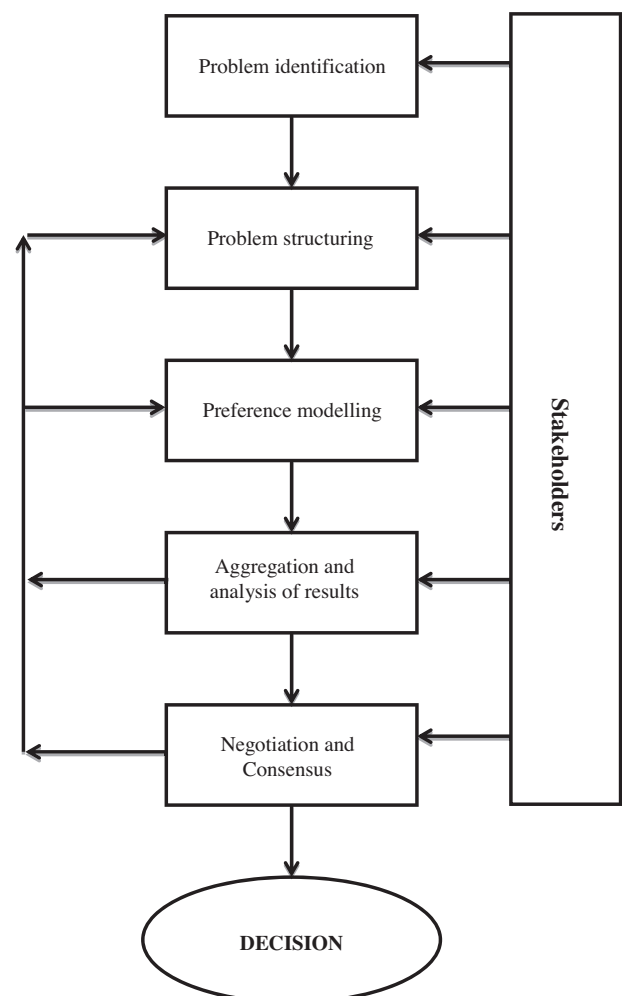 Problem identification
Problem structuring
Preference modelling
Aggregation and
analysis of results
Negotiation and
Consensus
DECISION
Stakeholders